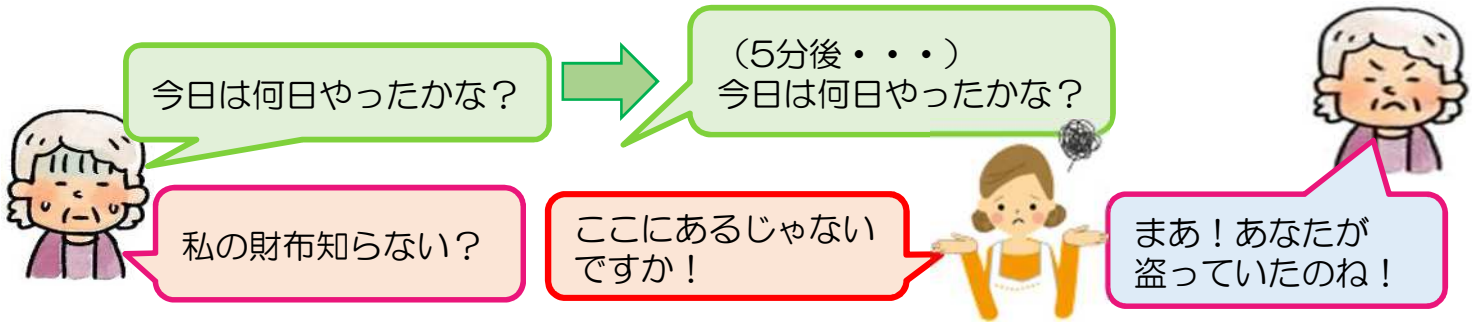 今日は何日やったかな？
（5分後・・・）
今日は何日やったかな？
私の財布知らない？
ここにあるじゃない
ですか！
まあ！あなたが
盗っていたのね！